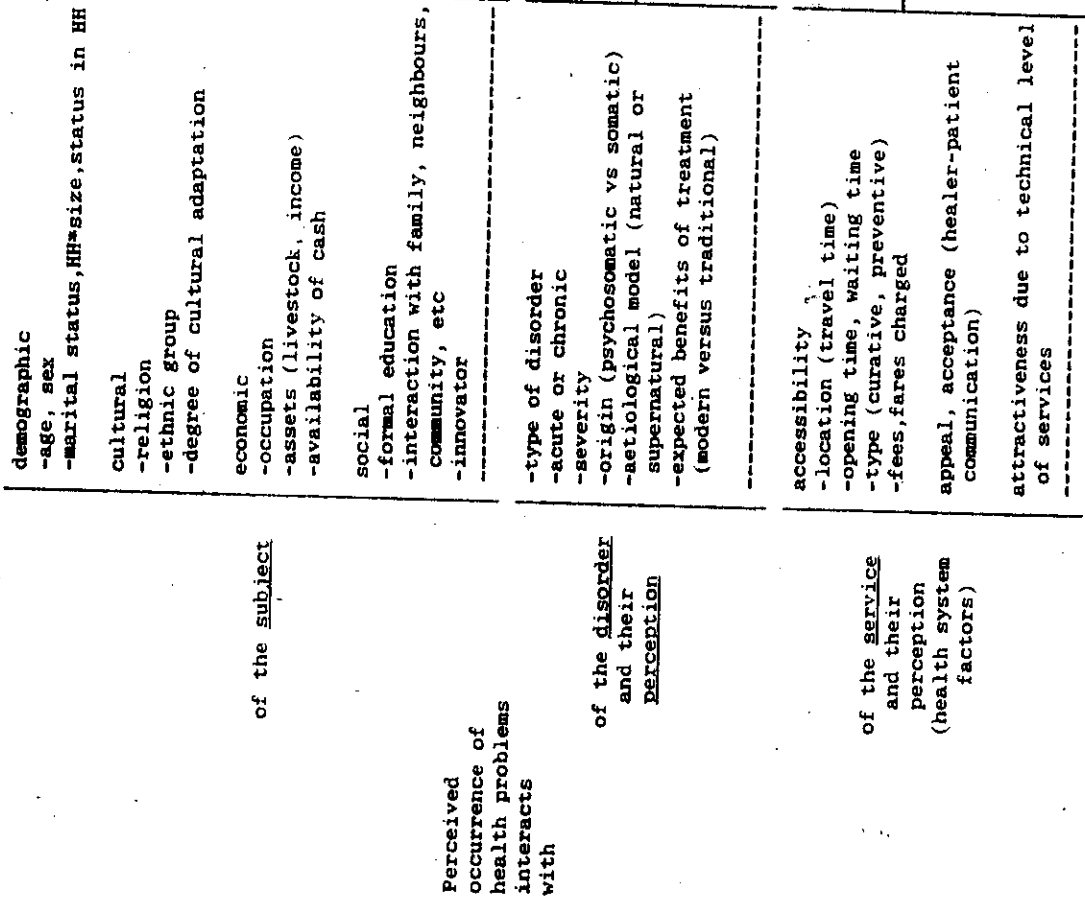 Perceived
occurrence of
health problems
interacts
with
of the subject
demographic
-age, sex
-marital status,HH*size,status in HH
cultural
-religion
-ethnic group
-degree of cultural adaptation
economic
-occupation
-assets (livestock, income)
-availability of cash
social
-formal education
-interaction with family, neighbours,
community, etc
-innovator
of the disorder
and their
perception
-type of disorder
-acute or chronic
-severity
-origin (psychosomatic vs somatic)
-aetiological model (natural or
supernatural)
-expected benefits of treatment
(modern versus traditional)
of the service
and their
perception
(health system
factors)
accessibility
-location (travel time)
-opening time, waiting time
-type (curative, preventive)
-fees,fares charged
appeal, acceptance (healer-patient
communication)
attractiveness due to technical level
of services